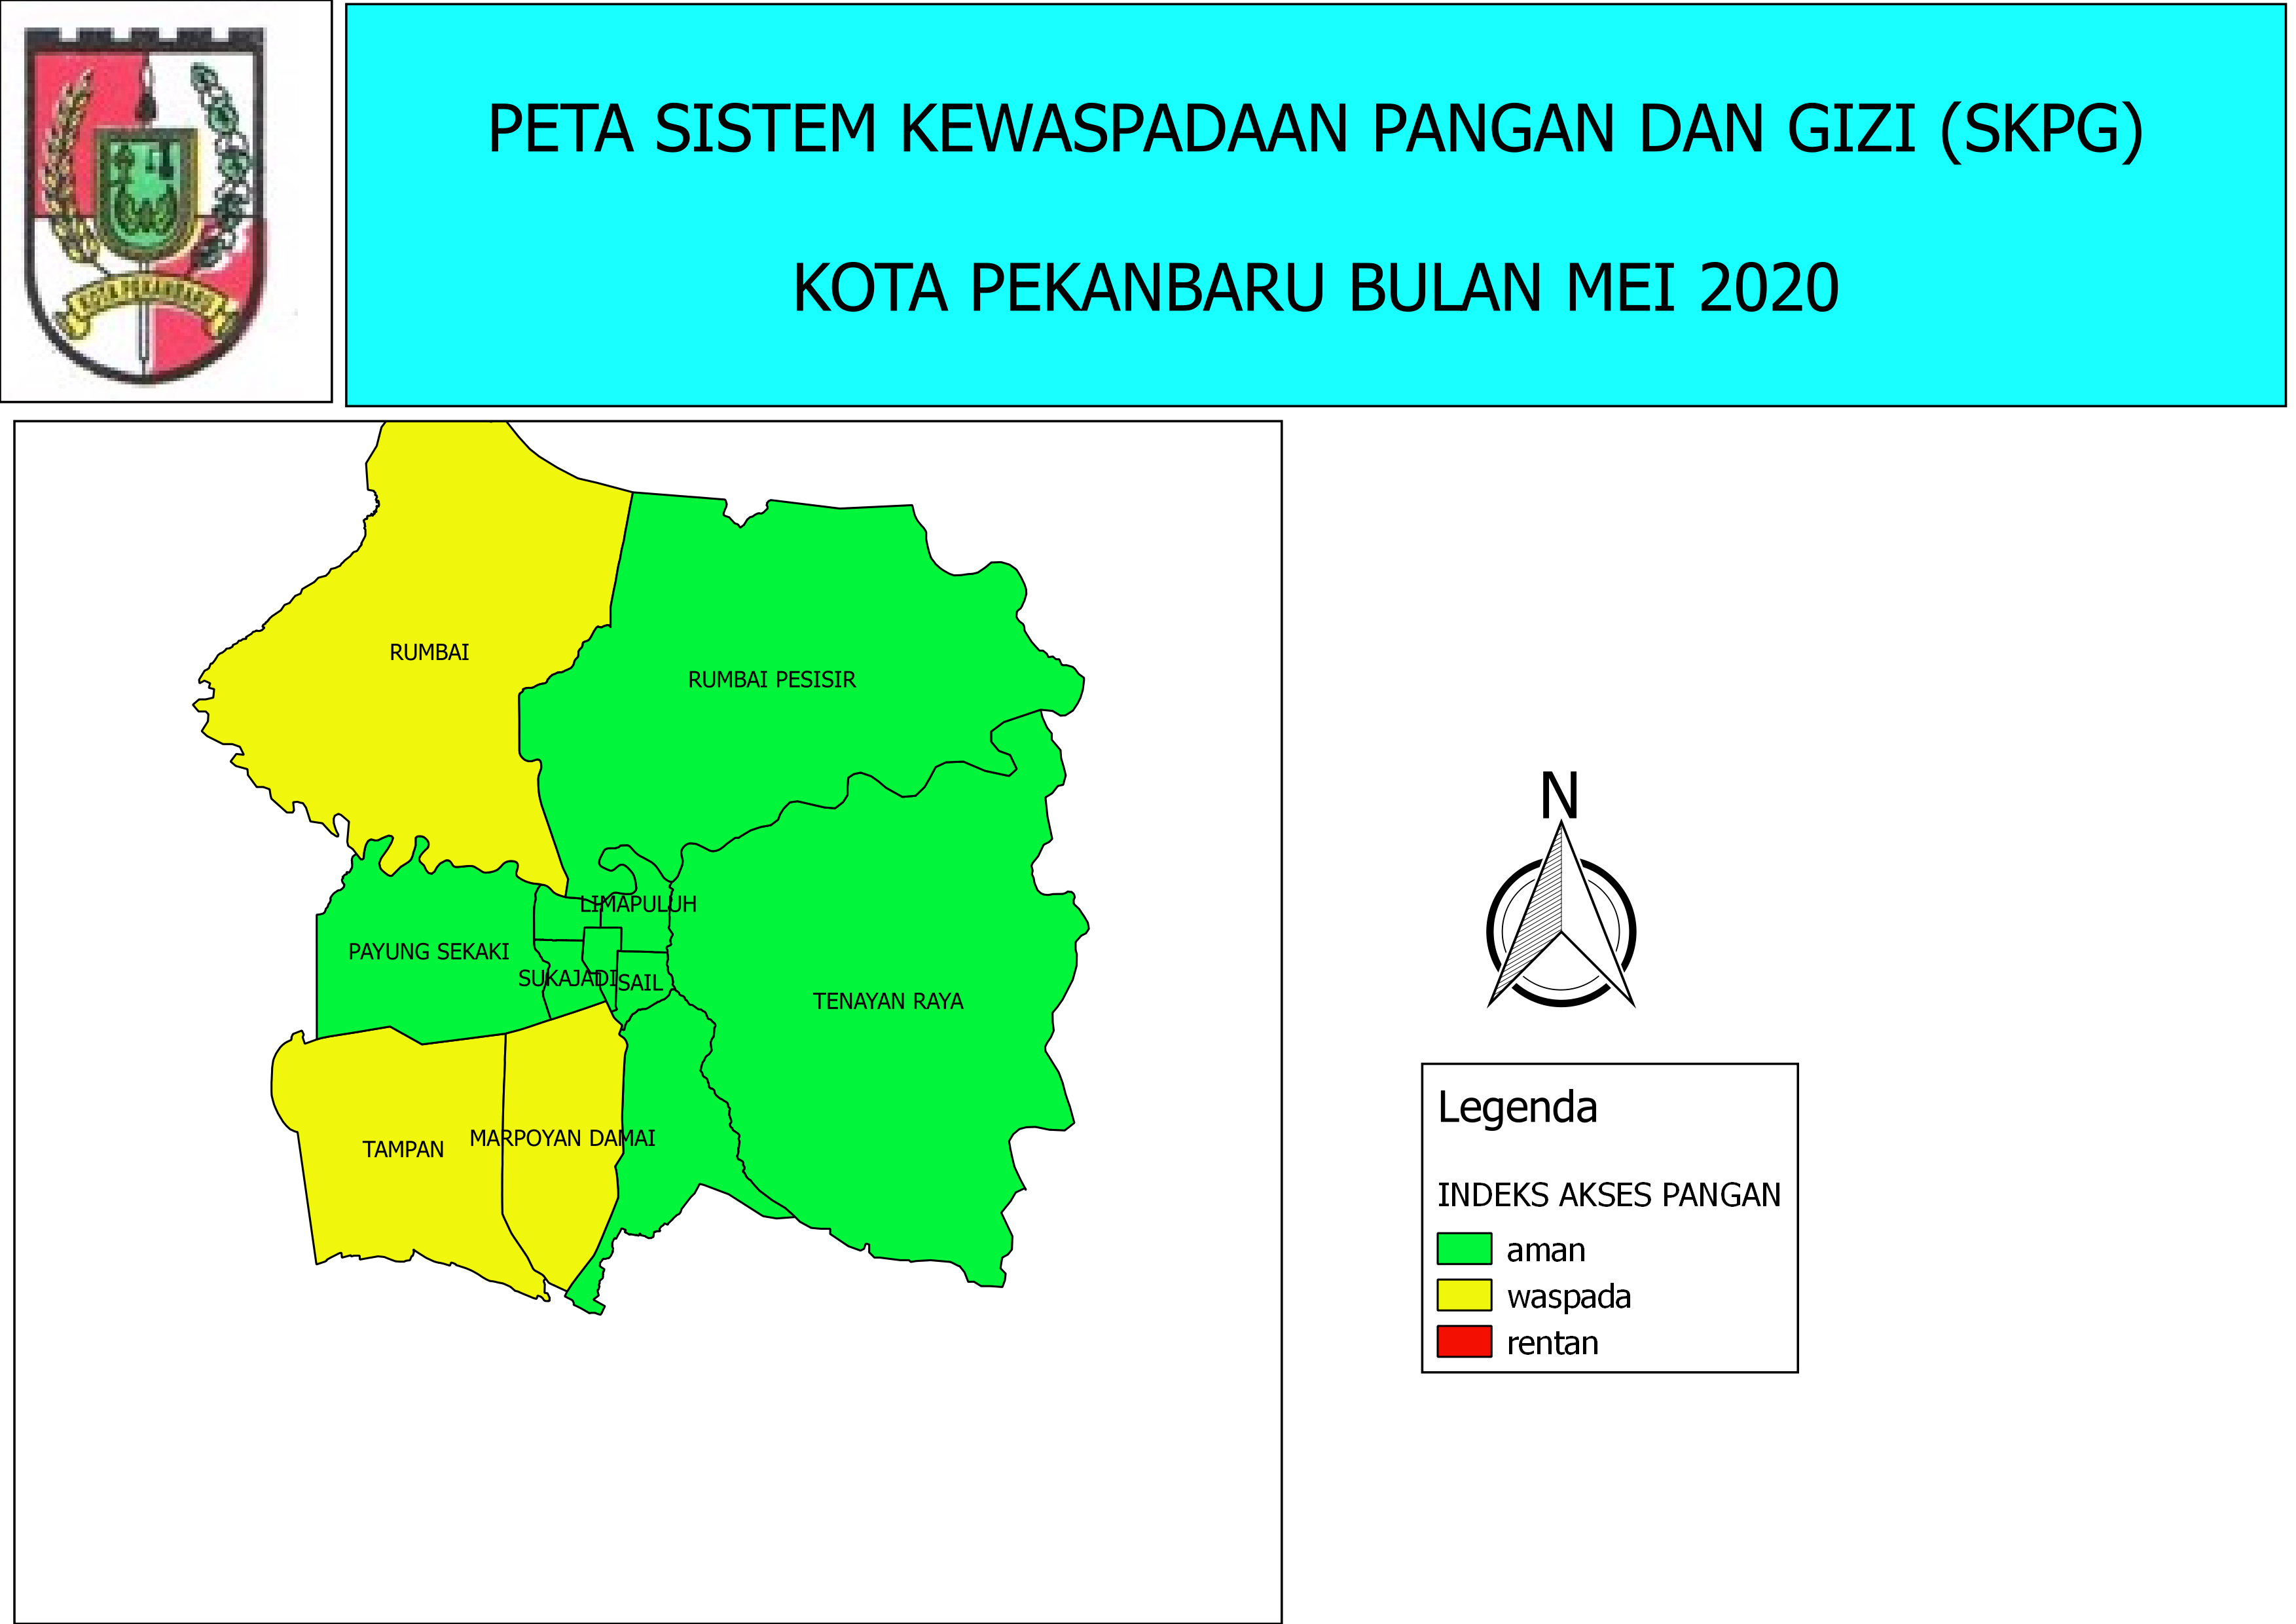 KOTA PEKANBARU
PETA SISTEM KEWASPADAAN PANGAN DAN GIZI (SKPG)
KOTA PEKANBARU BULAN MEI 2020
RUMBAI
RUMBAI PESISIR
LIMAPULUH
PAYUNG SEKAKI
SUKAJADI
SAIL
TENAYAN RAYA
MARPOYAN DAMAI
TAMPAN
N
Legenda
INDEKS AKSES PANGAN
aman
waspada
rentan